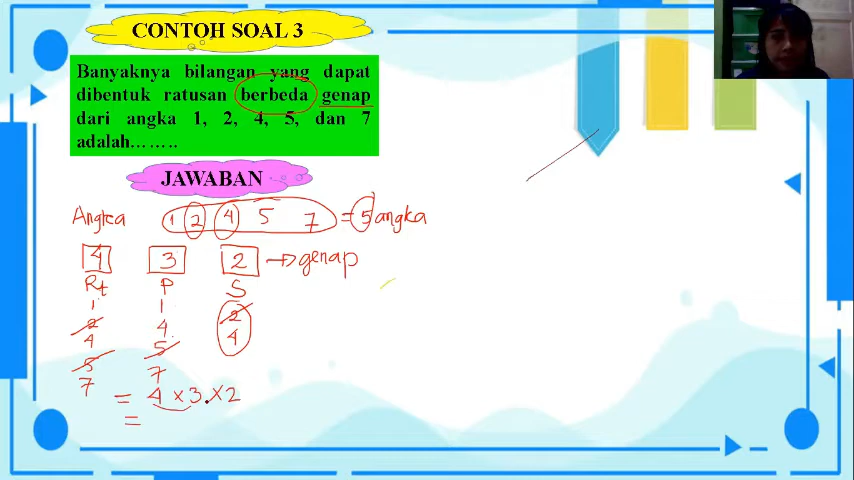 CONTOH SOAL 3
Banyaknya bilangan yang dapat
dibentuk ratusan berbeda genap
dari angka 1, 2, 4, 5, dan 7
adalah........
JAWABAN
Angka 1 2 4 5 7 = 5 angka
4 3 2 → genap
Rt P S
1 1 2
2 4 4
4 5
5 7
7
= 4 × 3 . × 2
=